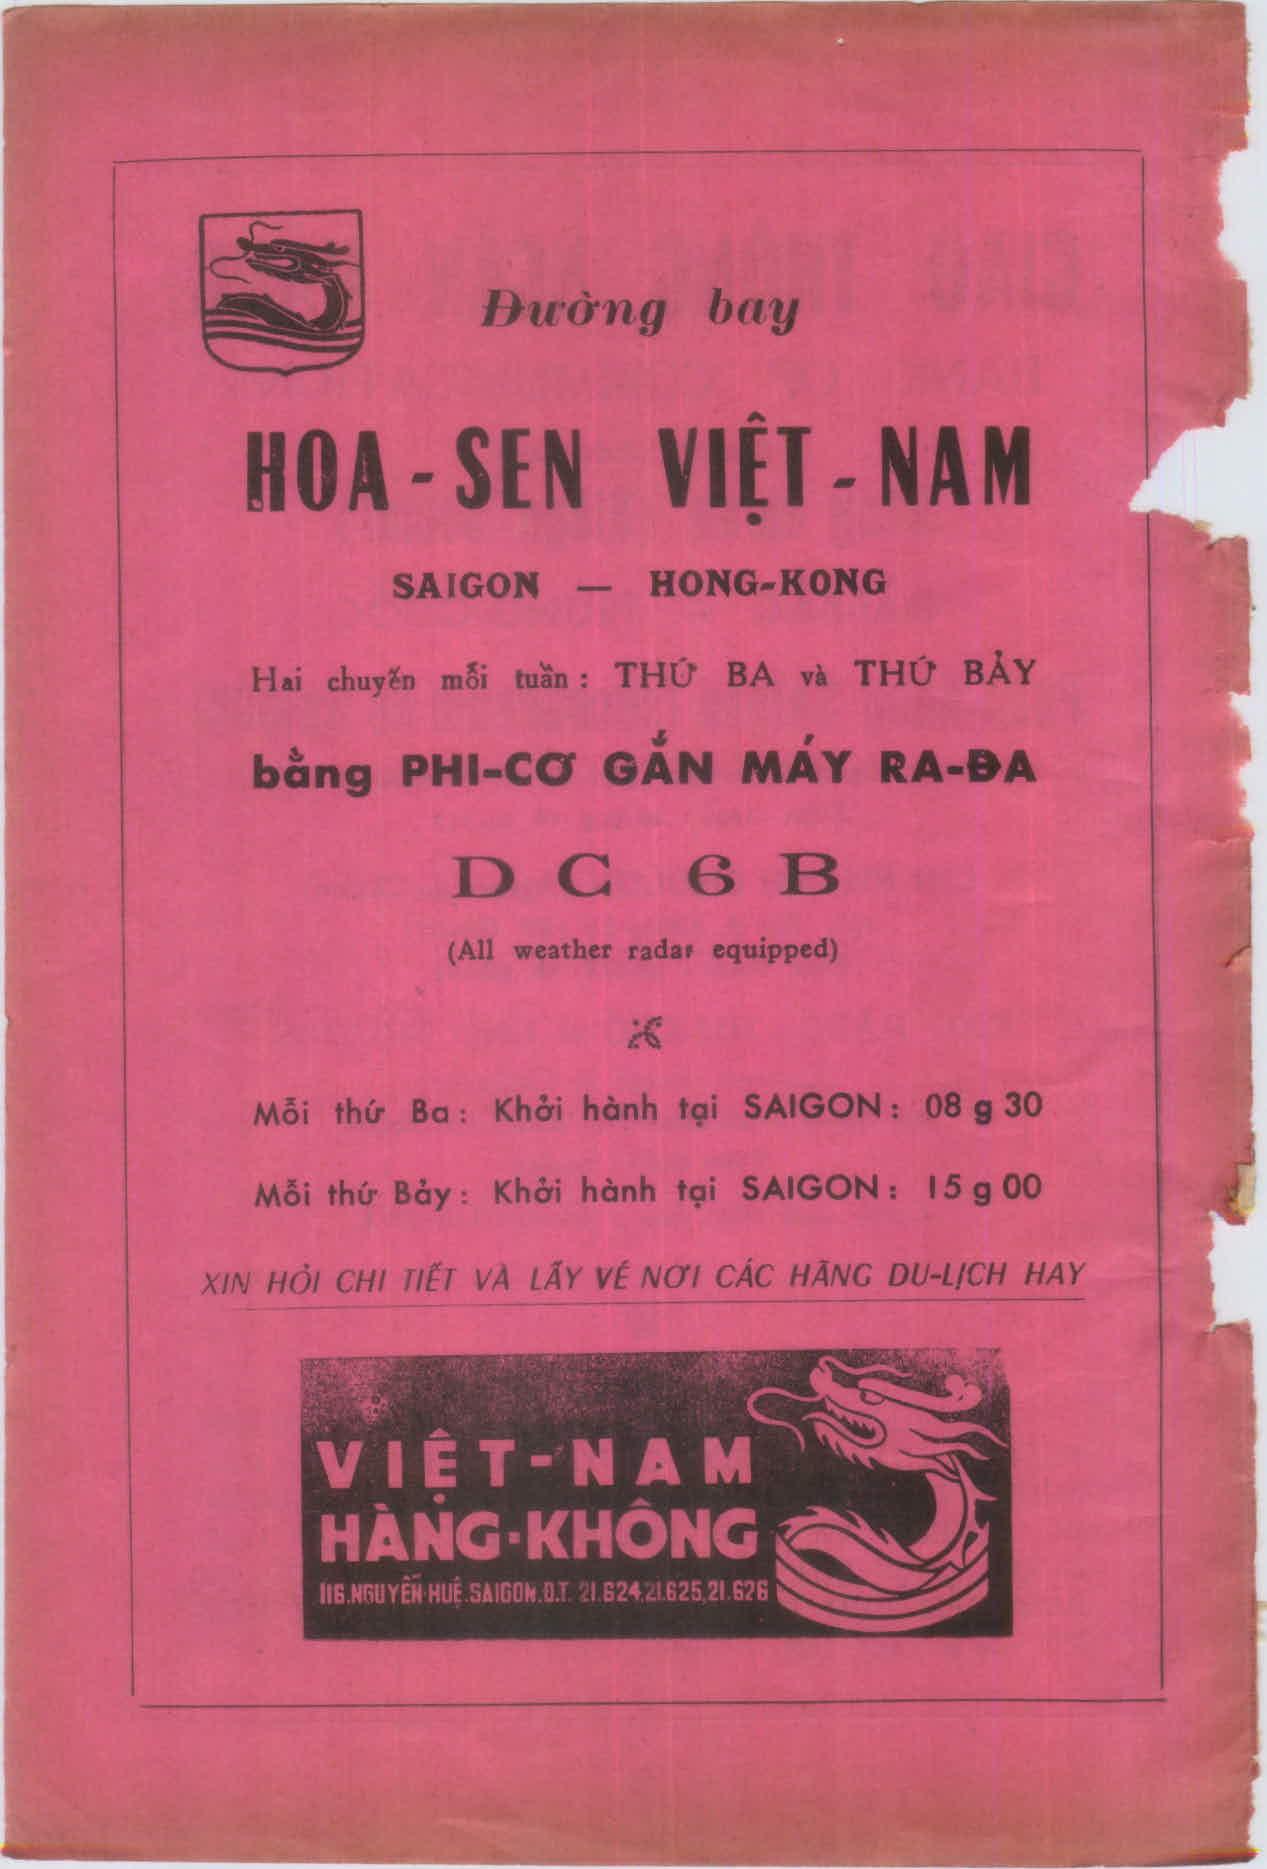 Đường bay
HOA-SEN VIỆT-NAM
SAIGON — HONG-KONG
Hai chuyến mỗi tuần : THỨ BA và THỨ BẢY
bằng PHI-CƠ GẮN MÁY RA-ĐA
DC 6B
(All weather radar equipped)
Mỗi thứ Ba : Khởi hành tại SAIGON : 08 g 30
Mỗi thứ Bảy : Khởi hành tại SAIGON : 15 g 00
XIN HỎI CHI TIẾT VÀ LẤY VÉ NƠI CÁC HÃNG DU-LỊCH HAY
VIỆT-NAM
HÀNG-KHÔNG
116.NGUYỄN HUỆ.SAIGON.Đ.T. 21.624,21.625,21.626